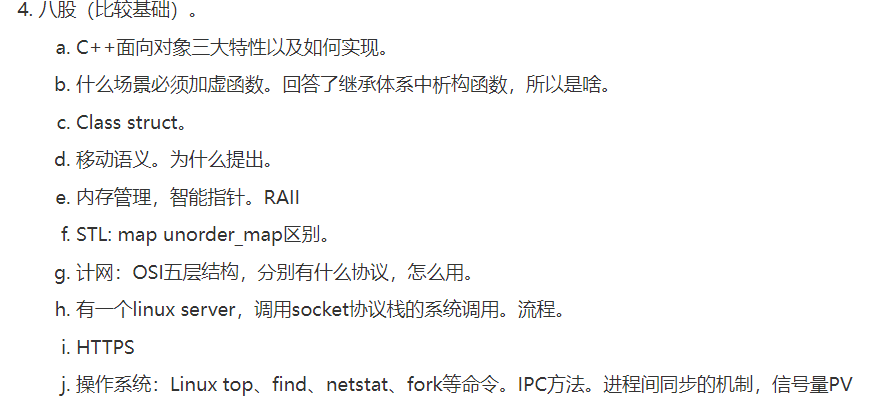 4. 八股（比较基础）。
a. C++面向对象三大特性以及如何实现。
b. 什么场景必须加虚函数。回答了继承体系中析构函数，所以是啥。
c. Class struct。
d. 移动语义。为什么提出。
e. 内存管理，智能指针。RAII
f. STL: map unorder_map区别。
g. 计网：OSI五层结构，分别有什么协议，怎么用。
h. 有一个linux server，调用socket协议栈的系统调用。流程。
i. HTTPS
j. 操作系统：Linux top、find、netstat、fork等命令。IPC方法。进程间同步的机制，信号量PV